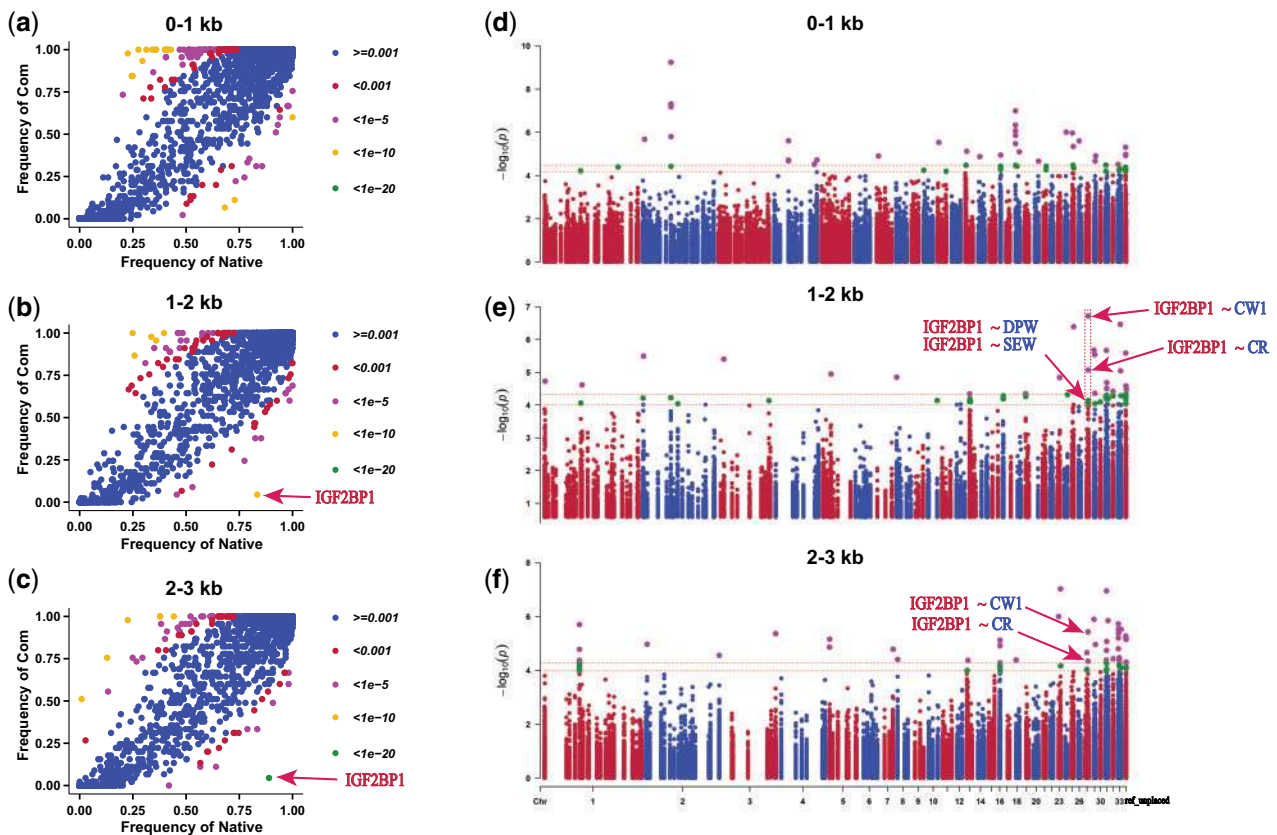 (a)
0-1 kb
Frequency of Com
1.00
0.75
0.50
0.25
0.00
0.00 0.25 0.50 0.75 1.00
Frequency of Native
>=0.001
<0.001
<1e-5
<1e-10
<1e-20
(b)
1-2 kb
Frequency of Com
1.00
0.75
0.50
0.25
0.00
0.00 0.25 0.50 0.75 1.00
Frequency of Native
>=0.001
<0.001
<1e-5
<1e-10
<1e-20
IGF2BP1
(c)
2-3 kb
Frequency of Com
1.00
0.75
0.50
0.25
0.00
0.00 0.25 0.50 0.75 1.00
Frequency of Native
>=0.001
<0.001
<1e-5
<1e-10
<1e-20
IGF2BP1
(d)
0-1 kb
−log10(p)
10
8
6
4
2
0
(e)
1-2 kb
−log10(p)
7
6
5
4
3
2
1
IGF2BP1 ~ DPW
IGF2BP1 ~ SEW
IGF2BP1 ~ CW1
IGF2BP1 ~ CR
(f)
2-3 kb
−log10(p)
8
6
4
2
0
IGF2BP1 ~ CW1
IGF2BP1 ~ CR
Chr 1 2 3 4 5 6 7 8 9 10 12 14 16 18 20 23 26 30 33 ref_unplaced